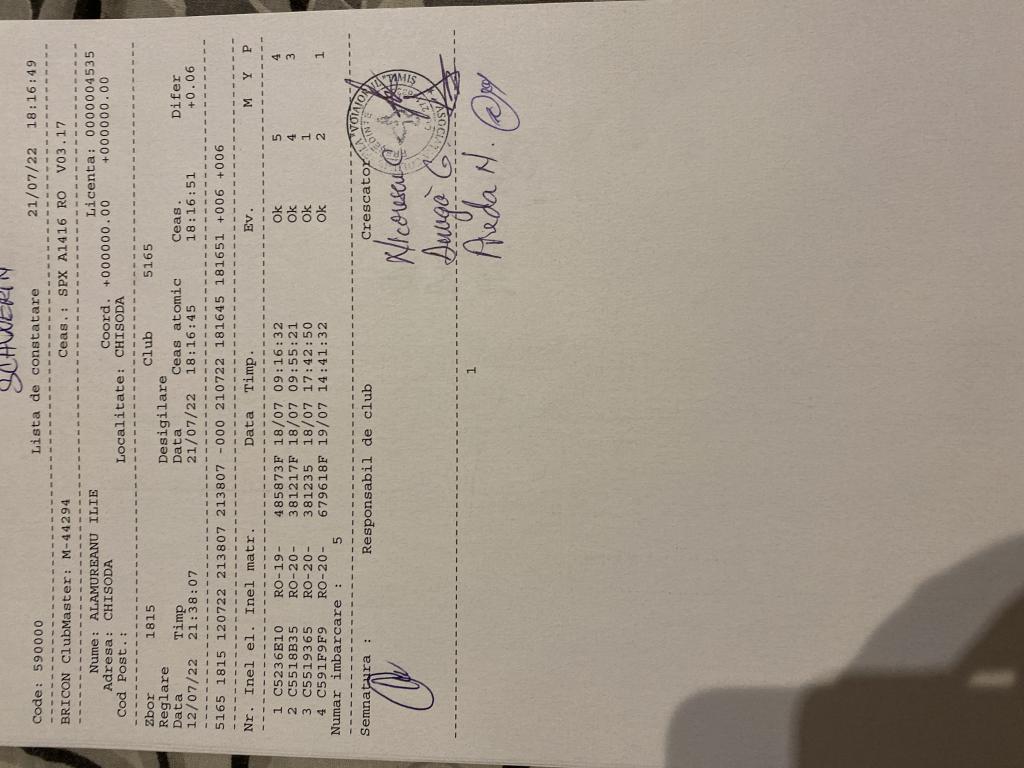 SCHWERIN
Lista de constatare 21/07/22 18:16:49
Code: 590000
BRICON ClubMaster: M-44294 Ceas.: SPX A1416 RO V03.17
Nume: ALAMUREANU ILIE Licenta: 0000004535
Adresa: CHISODA Coord. +000000.00 +0000000.00
Cod Post.: Localitate: CHISODA
Zbor 1815 Club 5165
Reglare Desigilare
Data Timp Data Ceas atomic Ceas. Difer
12/07/22 21:38:07 21/07/22 18:16:45 18:16:51 +0.06
5165 1815 120722 213807 213807 -000 210722 181645 181651 +006 +006
Nr. Inel el. Inel matr. Data Timp. Ev. M Y P
1 C5236E10 RO-19- 485873F 18/07 09:16:32 Ok 5 4
2 C5518B35 RO-20- 381217F 18/07 09:55:21 Ok 4 3
3 C5519365 RO-20- 381235 18/07 17:42:50 Ok 1
4 C591F9F9 RO-20- 679618F 19/07 14:41:32 Ok 2 1
Numar imbarcare : 5
Semnatura : Responsabil de club Crescator
1